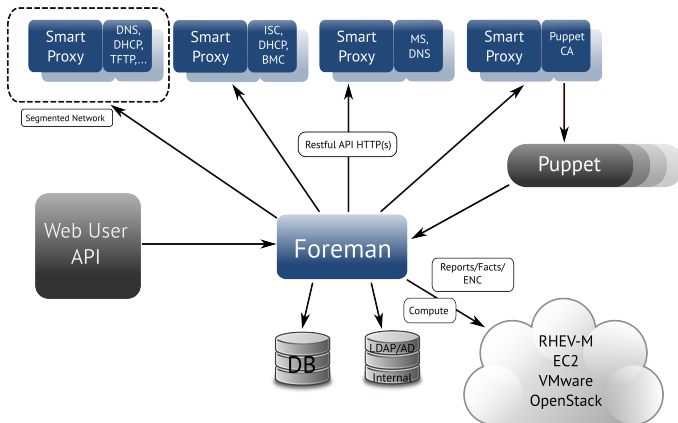 Smart
Proxy
DNS,
DHCP,
TFTP,...
Smart
Proxy
ISC,
DHCP,
BMC
Smart
Proxy
MS,
DNS
Smart
Proxy
Puppet
CA
Segmented Network
Restful API HTTP(s)
Puppet
Web User
API
Foreman
Reports/Facts/
ENC
Compute
DB
LDAP/AD
Internal
RHEV-M
EC2
VMware
OpenStack